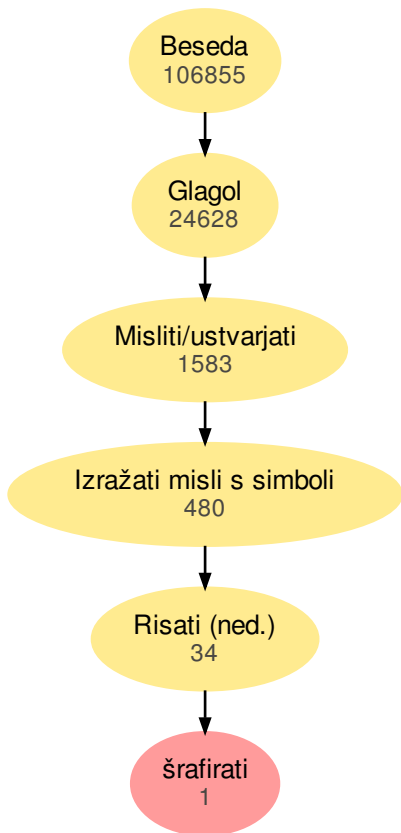 Beseda
106855
Glagol
24628
Misliti/ustvarjati
1583
Izražati misli s simboli
480
Risati (ned.)
34
šrafirati
1